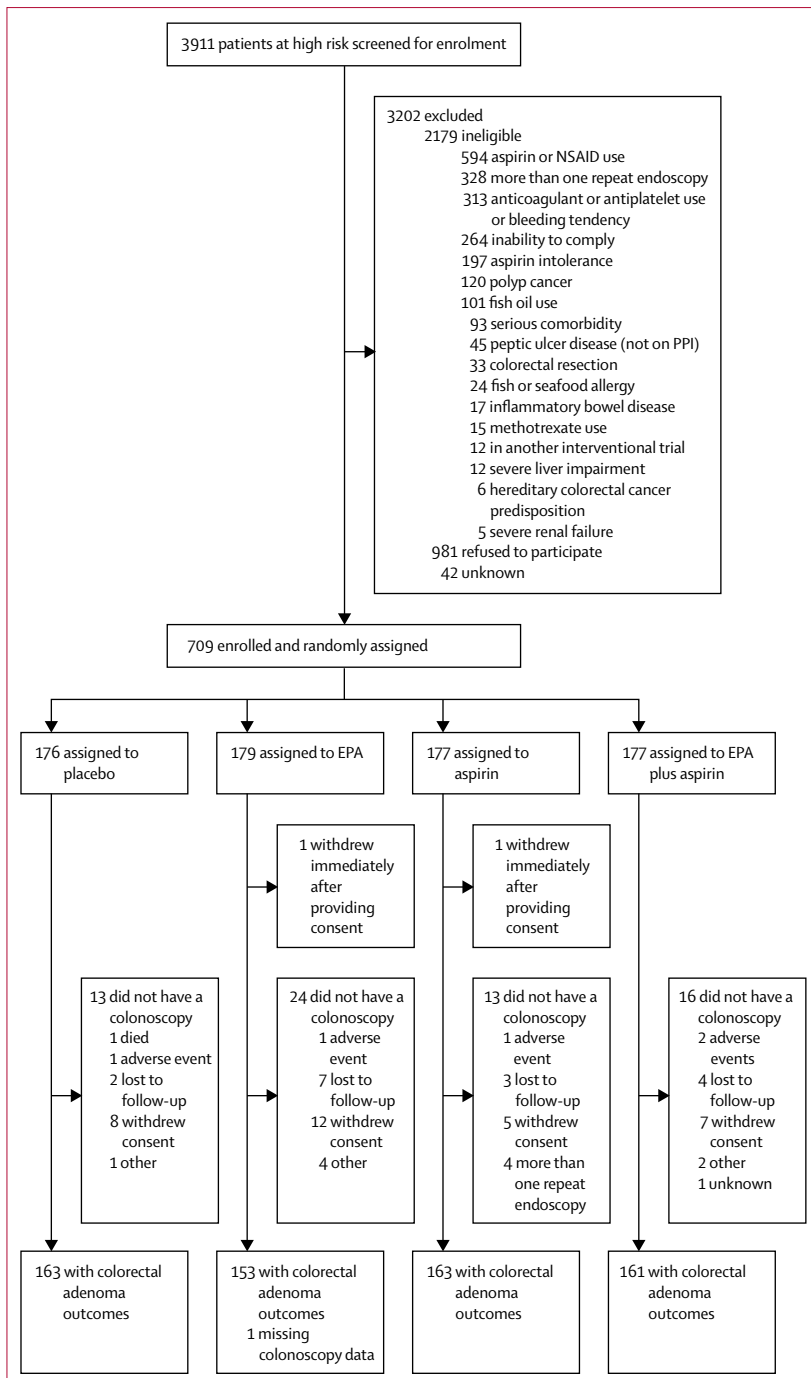 3911 patients at high risk screened for enrolment
3202 excluded
2179 ineligible
594 aspirin or NSAID use
328 more than one repeat endoscopy
313 anticoagulant or antiplatelet use
or bleeding tendency
264 inability to comply
197 aspirin intolerance
120 polyp cancer
101 fish oil use
93 serious comorbidity
45 peptic ulcer disease (not on PPI)
33 colorectal resection
24 fish or seafood allergy
17 inflammatory bowel disease
15 methotrexate use
12 in another interventional trial
12 severe liver impairment
6 hereditary colorectal cancer
predisposition
5 severe renal failure
981 refused to participate
42 unknown
709 enrolled and randomly assigned
176 assigned to
placebo
179 assigned to EPA
177 assigned to
aspirin
177 assigned to EPA
plus aspirin
1 withdrew
immediately
after
providing
consent
1 withdrew
immediately
after
providing
consent
13 did not have a
colonoscopy
1 died
1 adverse event
2 lost to
follow-up
8 withdrew
consent
1 other
24 did not have a
colonoscopy
1 adverse
event
7 lost to
follow-up
12 withdrew
consent
4 other
13 did not have a
colonoscopy
1 adverse
event
3 lost to
follow-up
5 withdrew
consent
4 more than
one repeat
endoscopy
16 did not have a
colonoscopy
2 adverse
events
4 lost to
follow-up
7 withdrew
consent
2 other
1 unknown
163 with colorectal
adenoma
outcomes
153 with colorectal
adenoma
outcomes
1 missing
colonoscopy data
163 with colorectal
adenoma
outcomes
161 with colorectal
adenoma
outcomes